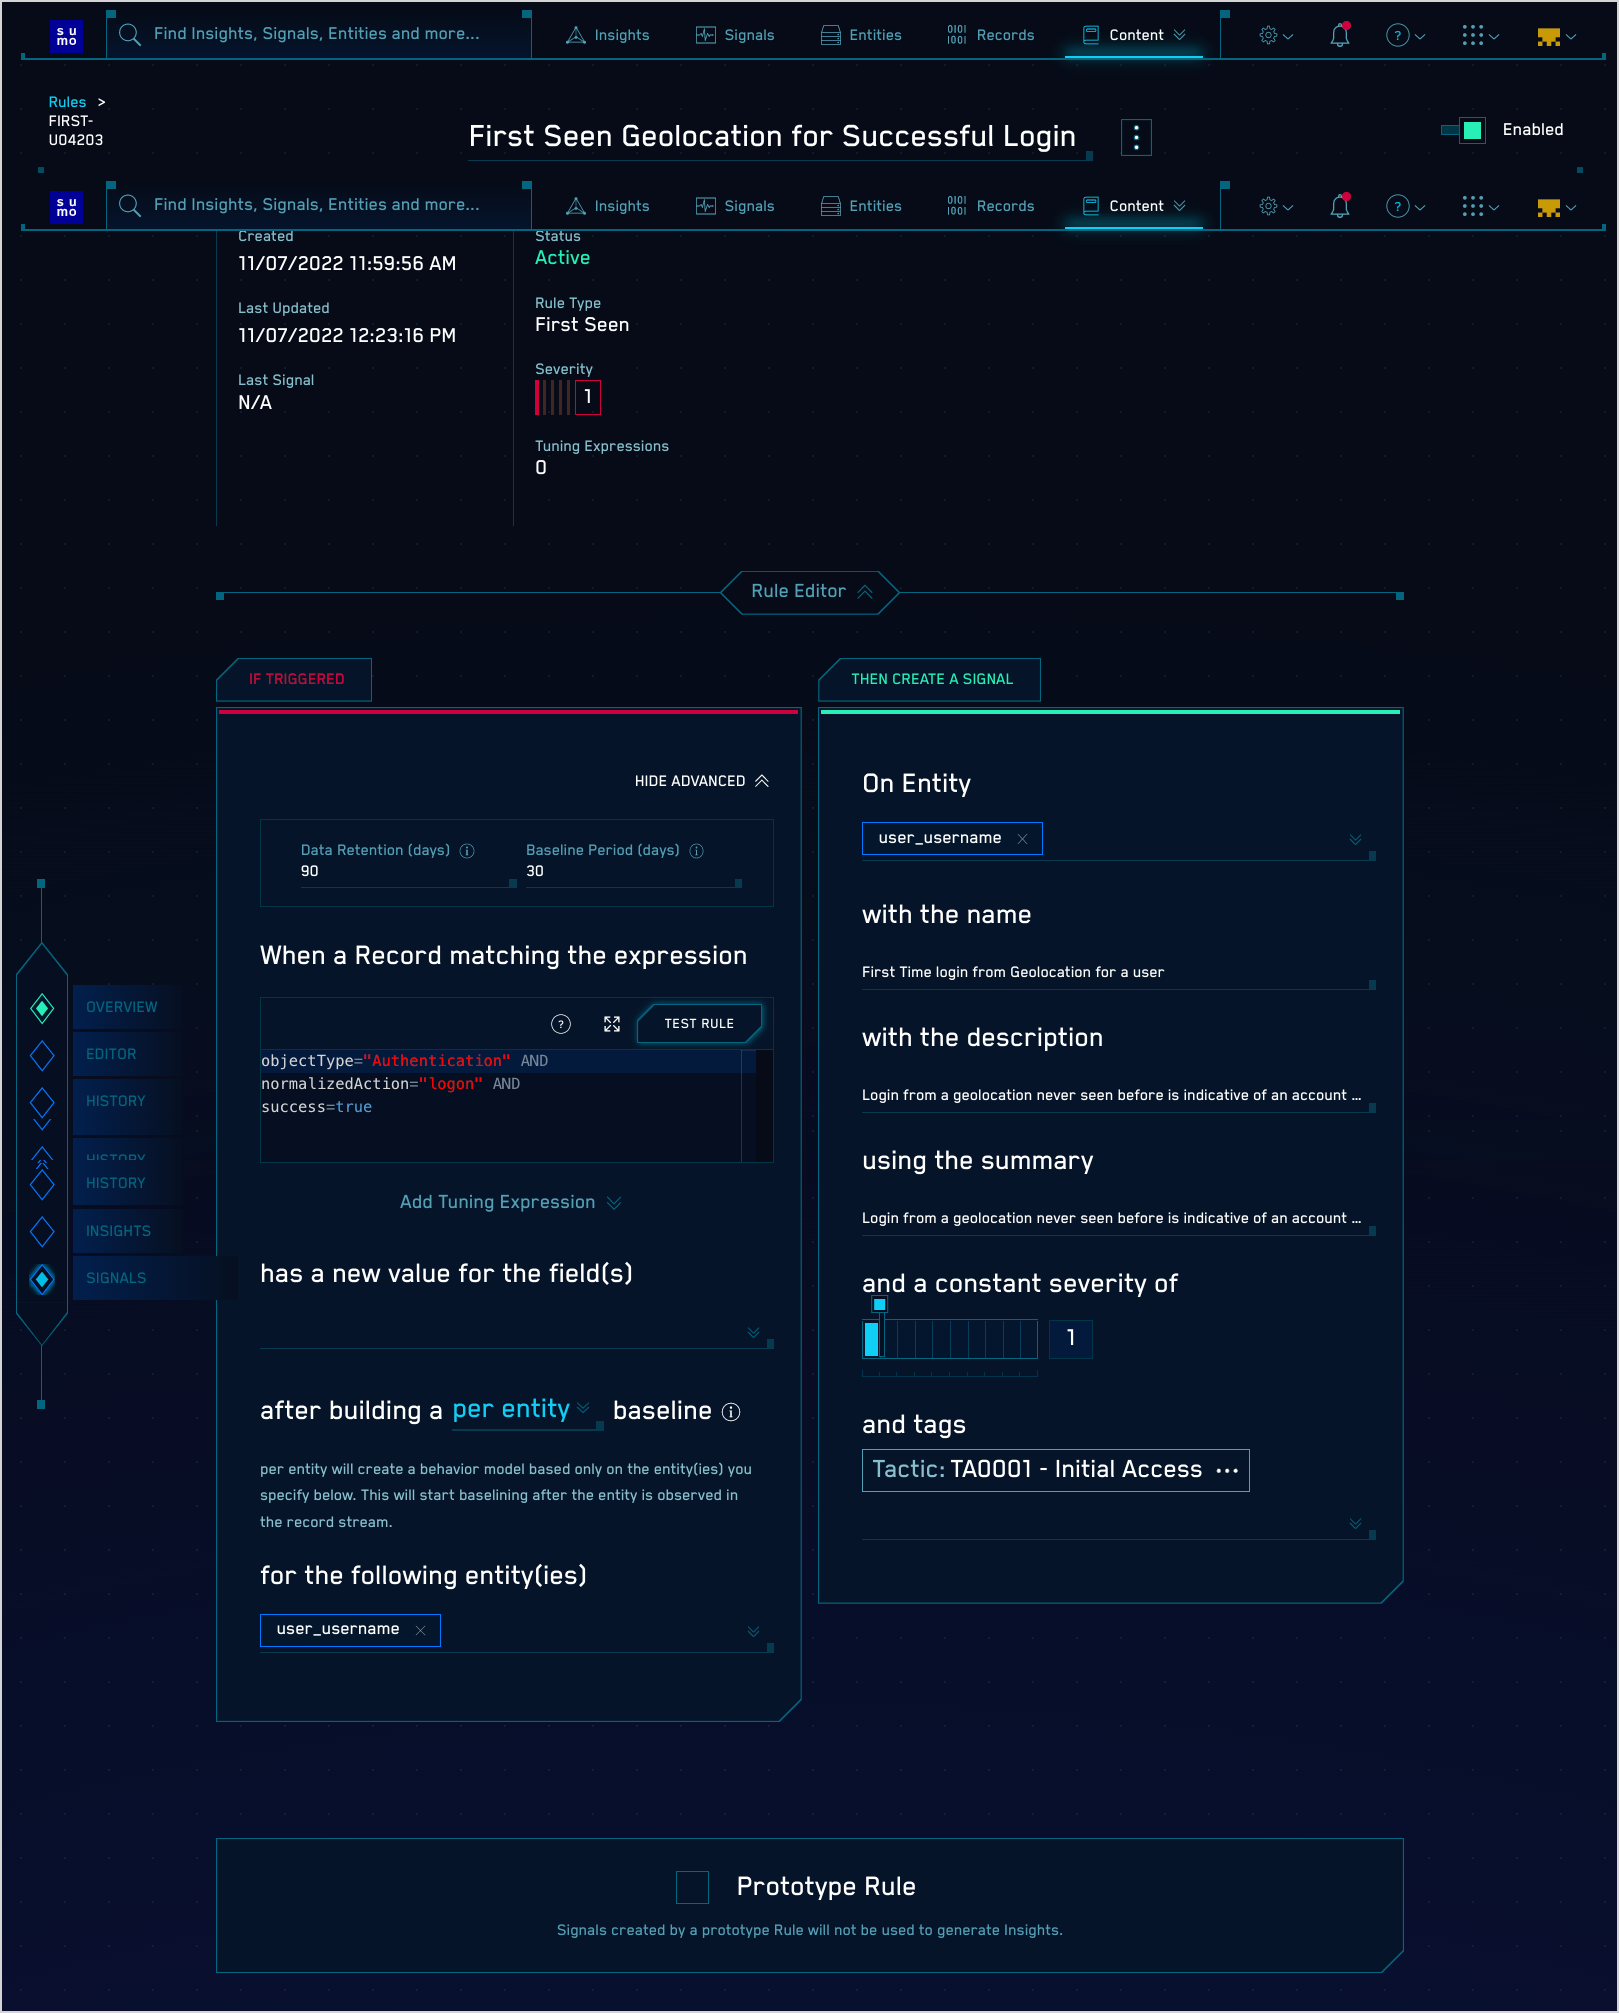 su
mo
Find Insights, Signals, Entities and more...
Insights
Signals
Entities
0101
1001
Records
Content
?
Rules >
FIRST-
U04203
First Seen Geolocation for Successful Login
Enabled
su
mo
Find Insights, Signals, Entities and more...
Insights
Signals
Entities
0101
1001
Records
Content
?
Created
11/07/2022 11:59:56 AM
Last Updated
11/07/2022 12:23:16 PM
Last Signal
N/A
Status
Active
Rule Type
First Seen
Severity
1
Tuning Expressions
0
Rule Editor
IF TRIGGERED
HIDE ADVANCED
Data Retention (days)
90
Baseline Period (days)
30
When a Record matching the expression
?
TEST RULE
objectType="Authentication" AND
normalizedAction="logon" AND
success=true
Add Tuning Expression
has a new value for the field(s)
after building a per entity baseline
per entity will create a behavior model based only on the entity(ies) you
specify below. This will start baselining after the entity is observed in
the record stream.
for the following entity(ies)
user_username
THEN CREATE A SIGNAL
On Entity
user_username
with the name
First Time login from Geolocation for a user
with the description
Login from a geolocation never seen before is indicative of an account ...
using the summary
Login from a geolocation never seen before is indicative of an account ...
and a constant severity of
1
and tags
Tactic: TA0001 - Initial Access ...
OVERVIEW
EDITOR
HISTORY
HISTORY
HISTORY
INSIGHTS
SIGNALS
Prototype Rule
Signals created by a prototype Rule will not be used to generate Insights.